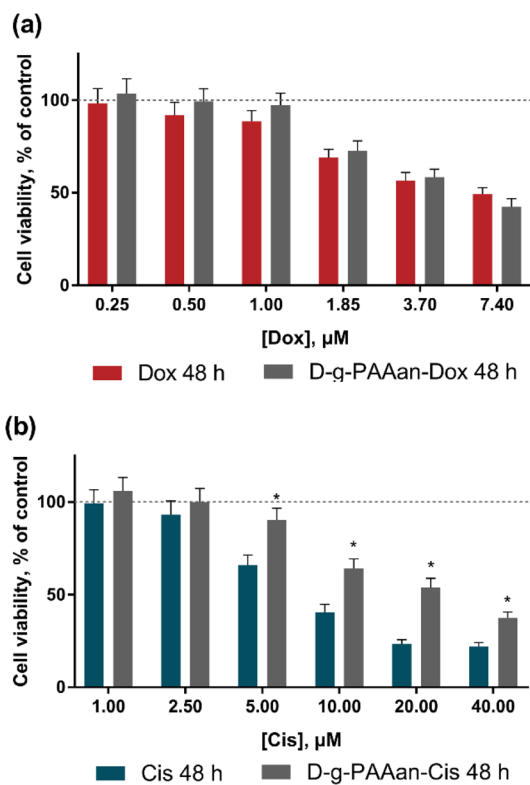 (a)
Cell viability, % of control
100
50
0
0.25 0.50 1.00 1.85 3.70 7.40
[Dox], µM
Dox 48 h D-g-PAAan-Dox 48 h
(b)
Cell viability, % of control
100
50
0
* * * *
1.00 2.50 5.00 10.00 20.00 40.00
[Cis], µM
Cis 48 h D-g-PAAan-Cis 48 h